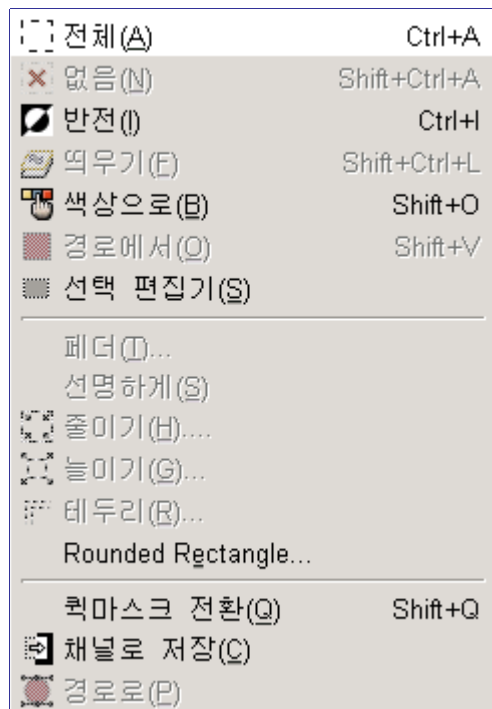 전체(A) Ctrl+A
없음(N) Shift+Ctrl+A
반전(I) Ctrl+I
띄우기(F) Shift+Ctrl+L
색상으로(B) Shift+O
경로에서(O) Shift+V
선택 편집기(S)
페더(T)...
선명하게(S)
줄이기(H)....
늘이기(G)...
테두리(R)...
Rounded Rectangle...
퀵마스크 전환(Q) Shift+Q
채널로 저장(C)
경로로(P)